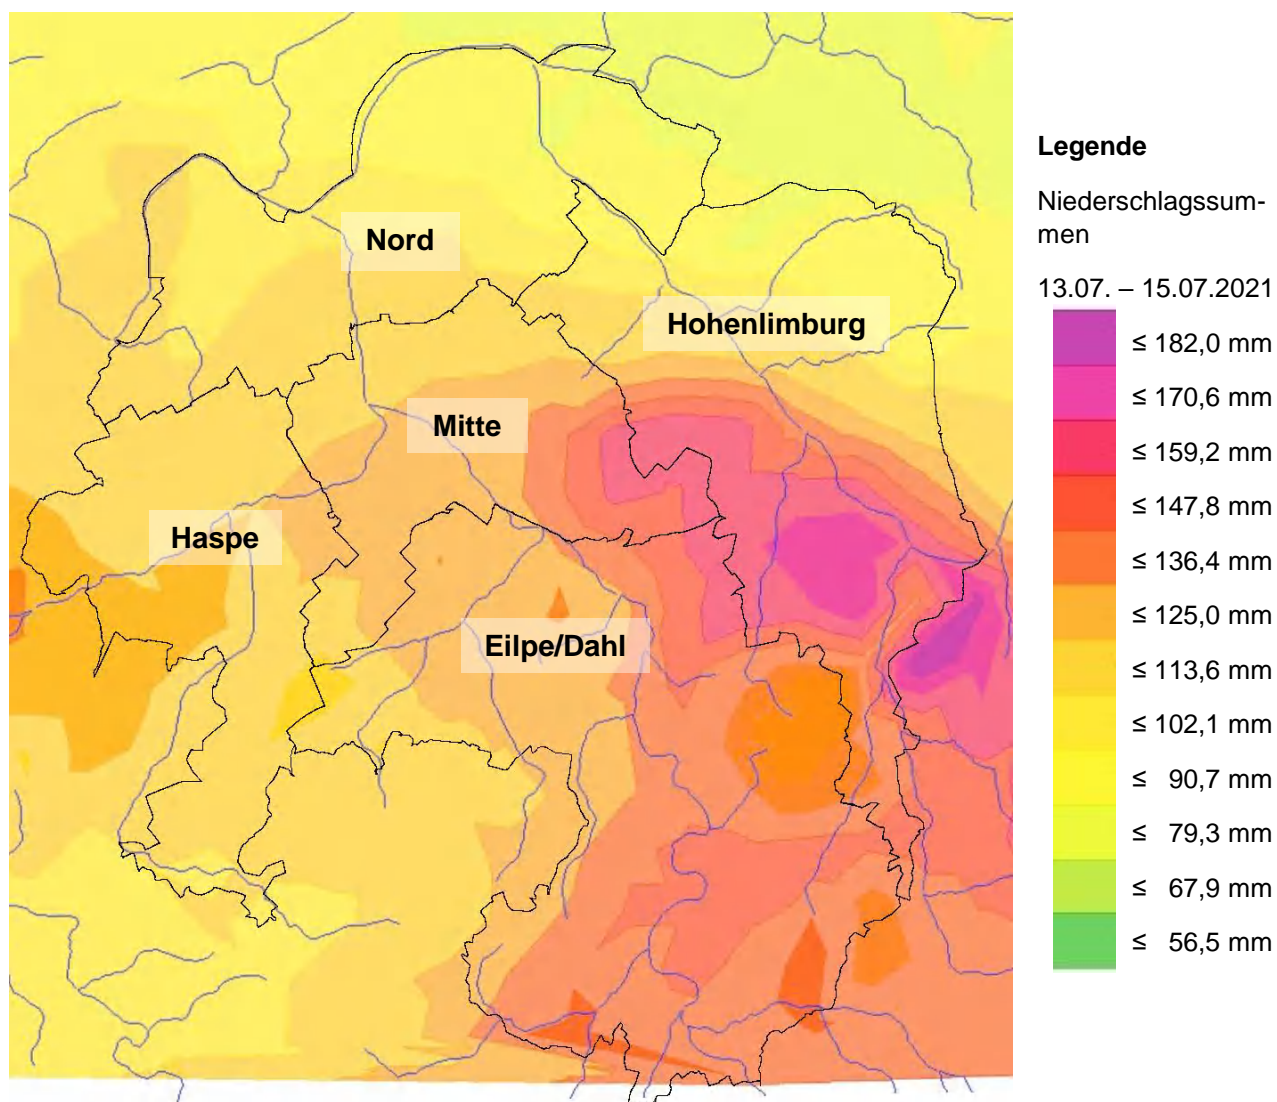 Nord
Hohenlimburg
Mitte
Haspe
Eilpe/Dahl
Legende
Niederschlagssum-
men
13.07. – 15.07.2021
≤ 182,0 mm
≤ 170,6 mm
≤ 159,2 mm
≤ 147,8 mm
≤ 136,4 mm
≤ 125,0 mm
≤ 113,6 mm
≤ 102,1 mm
≤ 90,7 mm
≤ 79,3 mm
≤ 67,9 mm
≤ 56,5 mm